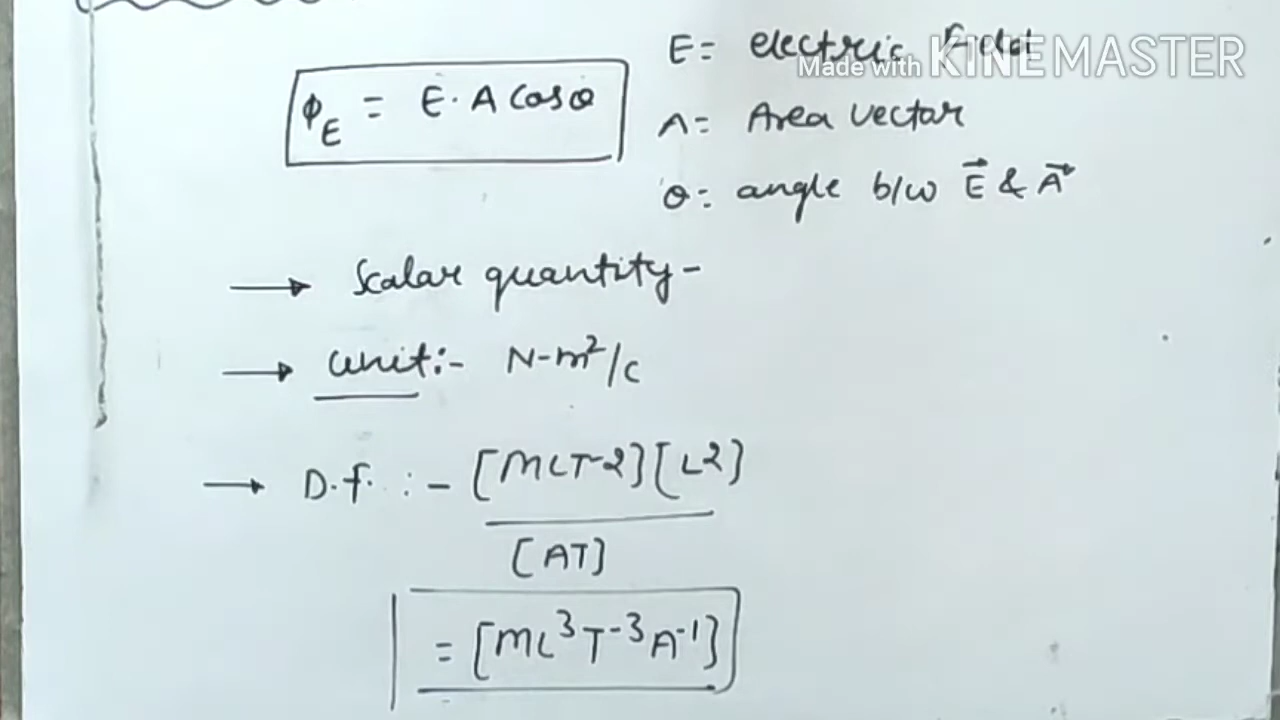 E= electric field
Made with KINEMASTER
ϕE = E·A Cosθ
A= Area vector
θ: angle b/w E⃗ & A⃗
→ Scalar quantity-
→ Unit:- N-m²/c
→ D.f. :- [MLT-2][L2]
[AT]
= [ML³T⁻³A⁻¹]